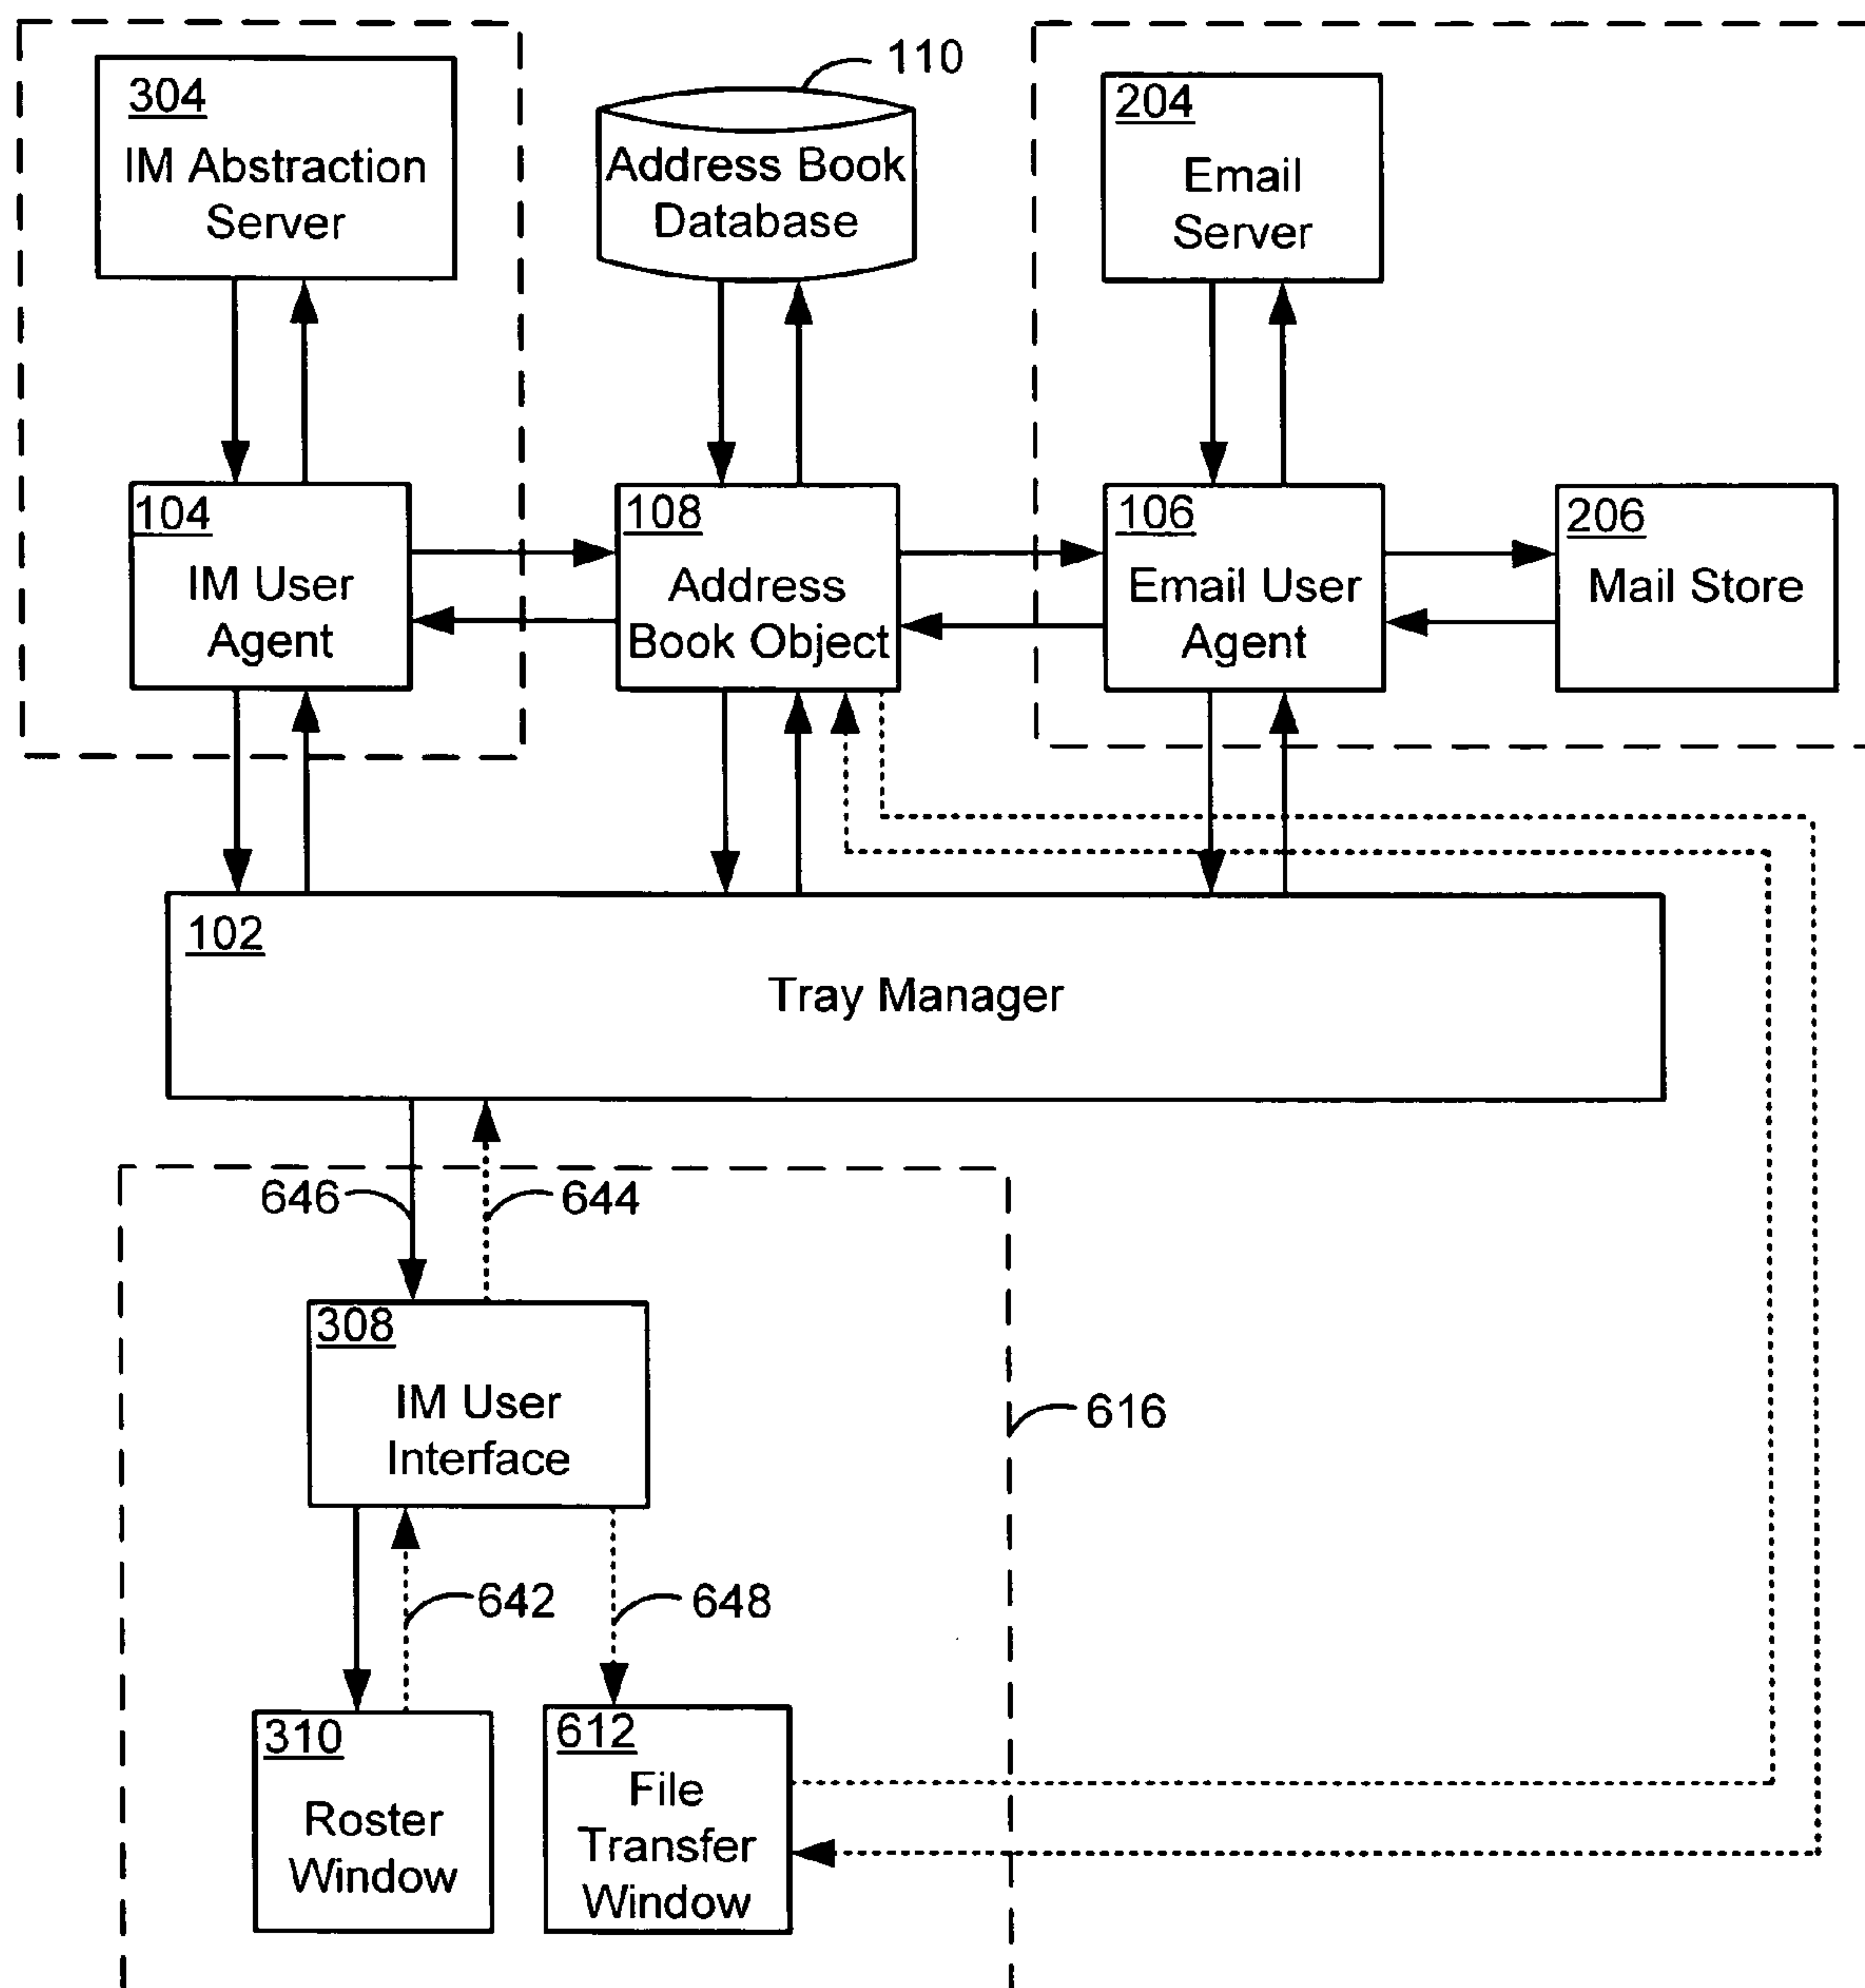 110
304
IM Abstraction
Server
Address Book
Database
204
Email
Server
104
IM User
Agent
108
Address
Book Object
106
Email User
Agent
206
Mail Store
102
Tray Manager
646
644
308
IM User
Interface
616
642
648
310
Roster
Window
612
File
Transfer
Window